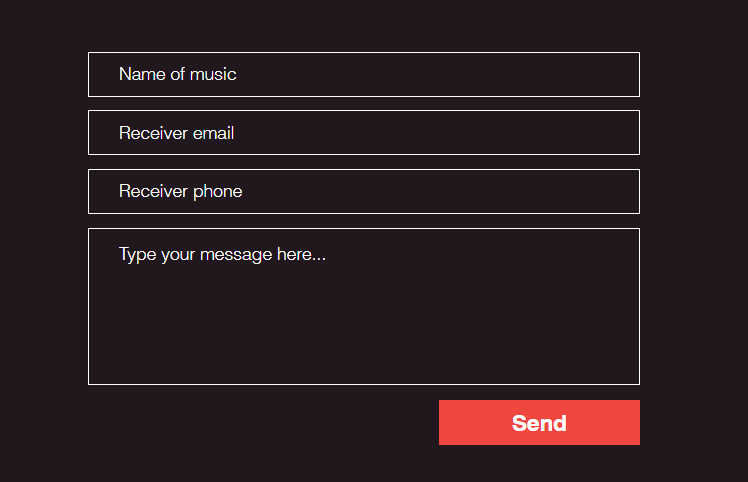 Name of music
Receiver email
Receiver phone
Type your message here...
Send